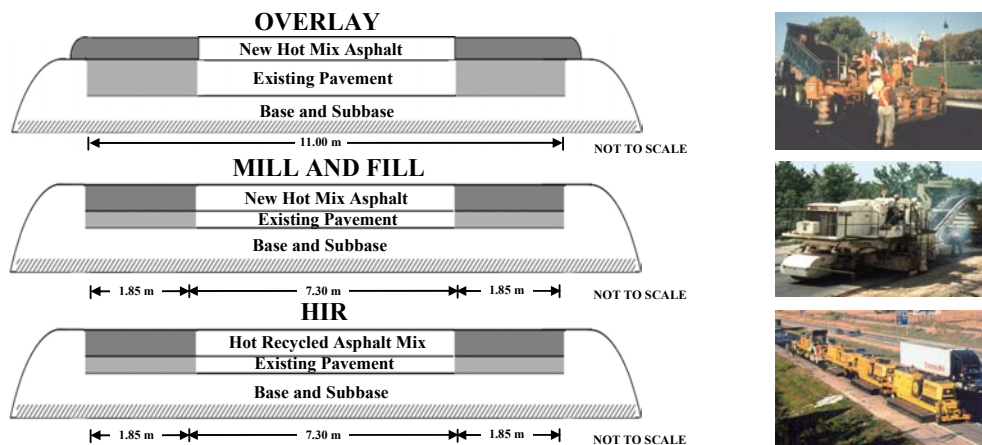 OVERLAY
New Hot Mix Asphalt
Existing Pavement
Base and Subbase
11.00 m
NOT TO SCALE
MILL AND FILL
New Hot Mix Asphalt
Existing Pavement
Base and Subbase
1.85 m 7.30 m 1.85 m
NOT TO SCALE
HIR
Hot Recycled Asphalt Mix
Existing Pavement
Base and Subbase
1.85 m 7.30 m 1.85 m
NOT TO SCALE